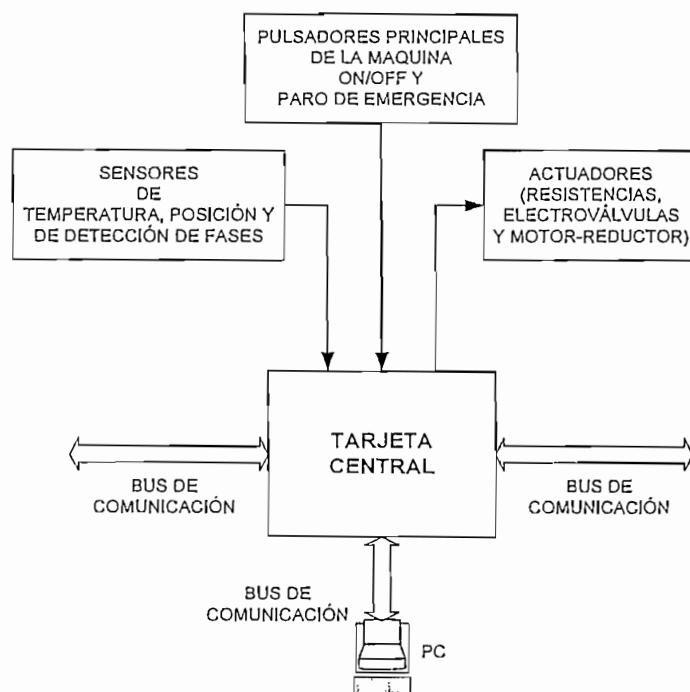 PULSADORES PRINCIPALES
DE LA MAQUINA
ON/OFF Y
PARO DE EMERGENCIA
SENSORES
DE
TEMPERATURA, POSICIÓN Y
DE DETECCIÓN DE FASES
ACTUADORES
(RESISTENCIAS,
ELECTROVÁLVULAS
Y MOTOR-REDUCTOR)
TARJETA
CENTRAL
BUS DE
COMUNICACIÓN
BUS DE
COMUNICACIÓN
BUS DE
COMUNICACIÓN
PC